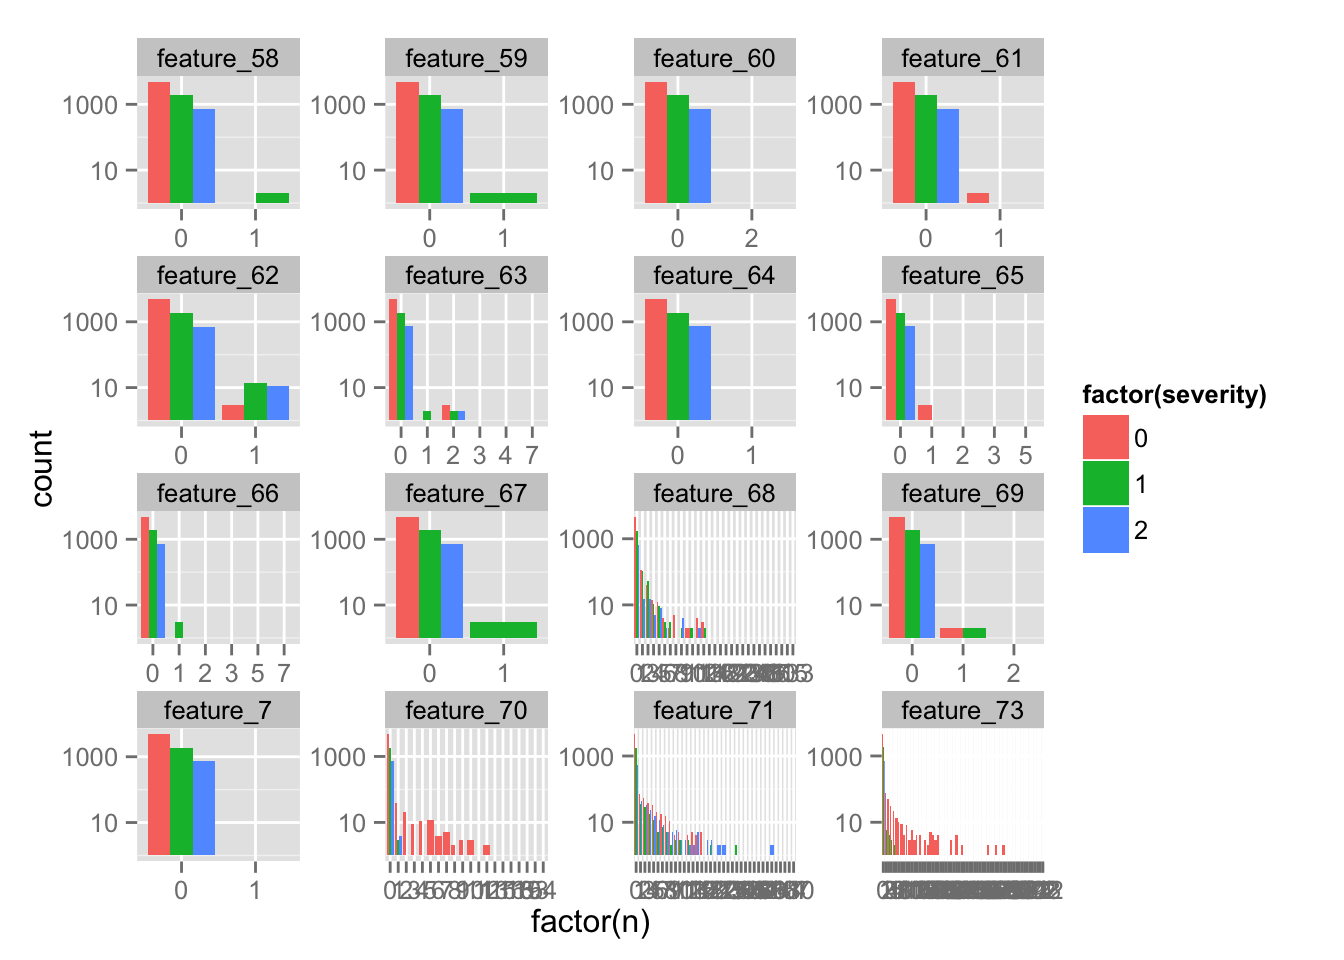 feature_58 feature_59 feature_60 feature_61
1000 1000 1000 1000
10 10 10 10
0 1 0 1 0 2 0 1
feature_62 feature_63 feature_64 feature_65
1000 1000 1000 1000
10 10 10 10
0 1 0 1 2 3 4 7 0 1 0 1 2 3 5
feature_66 feature_67 feature_68 feature_69
1000 1000 1000 1000
10 10 10 10
0 1 2 3 5 7 0 1 0 1 2
feature_7 feature_70 feature_71 feature_73
1000 1000 1000 1000
10 10 10 10
0 1
factor(n)
count
factor(severity)
0
1
2